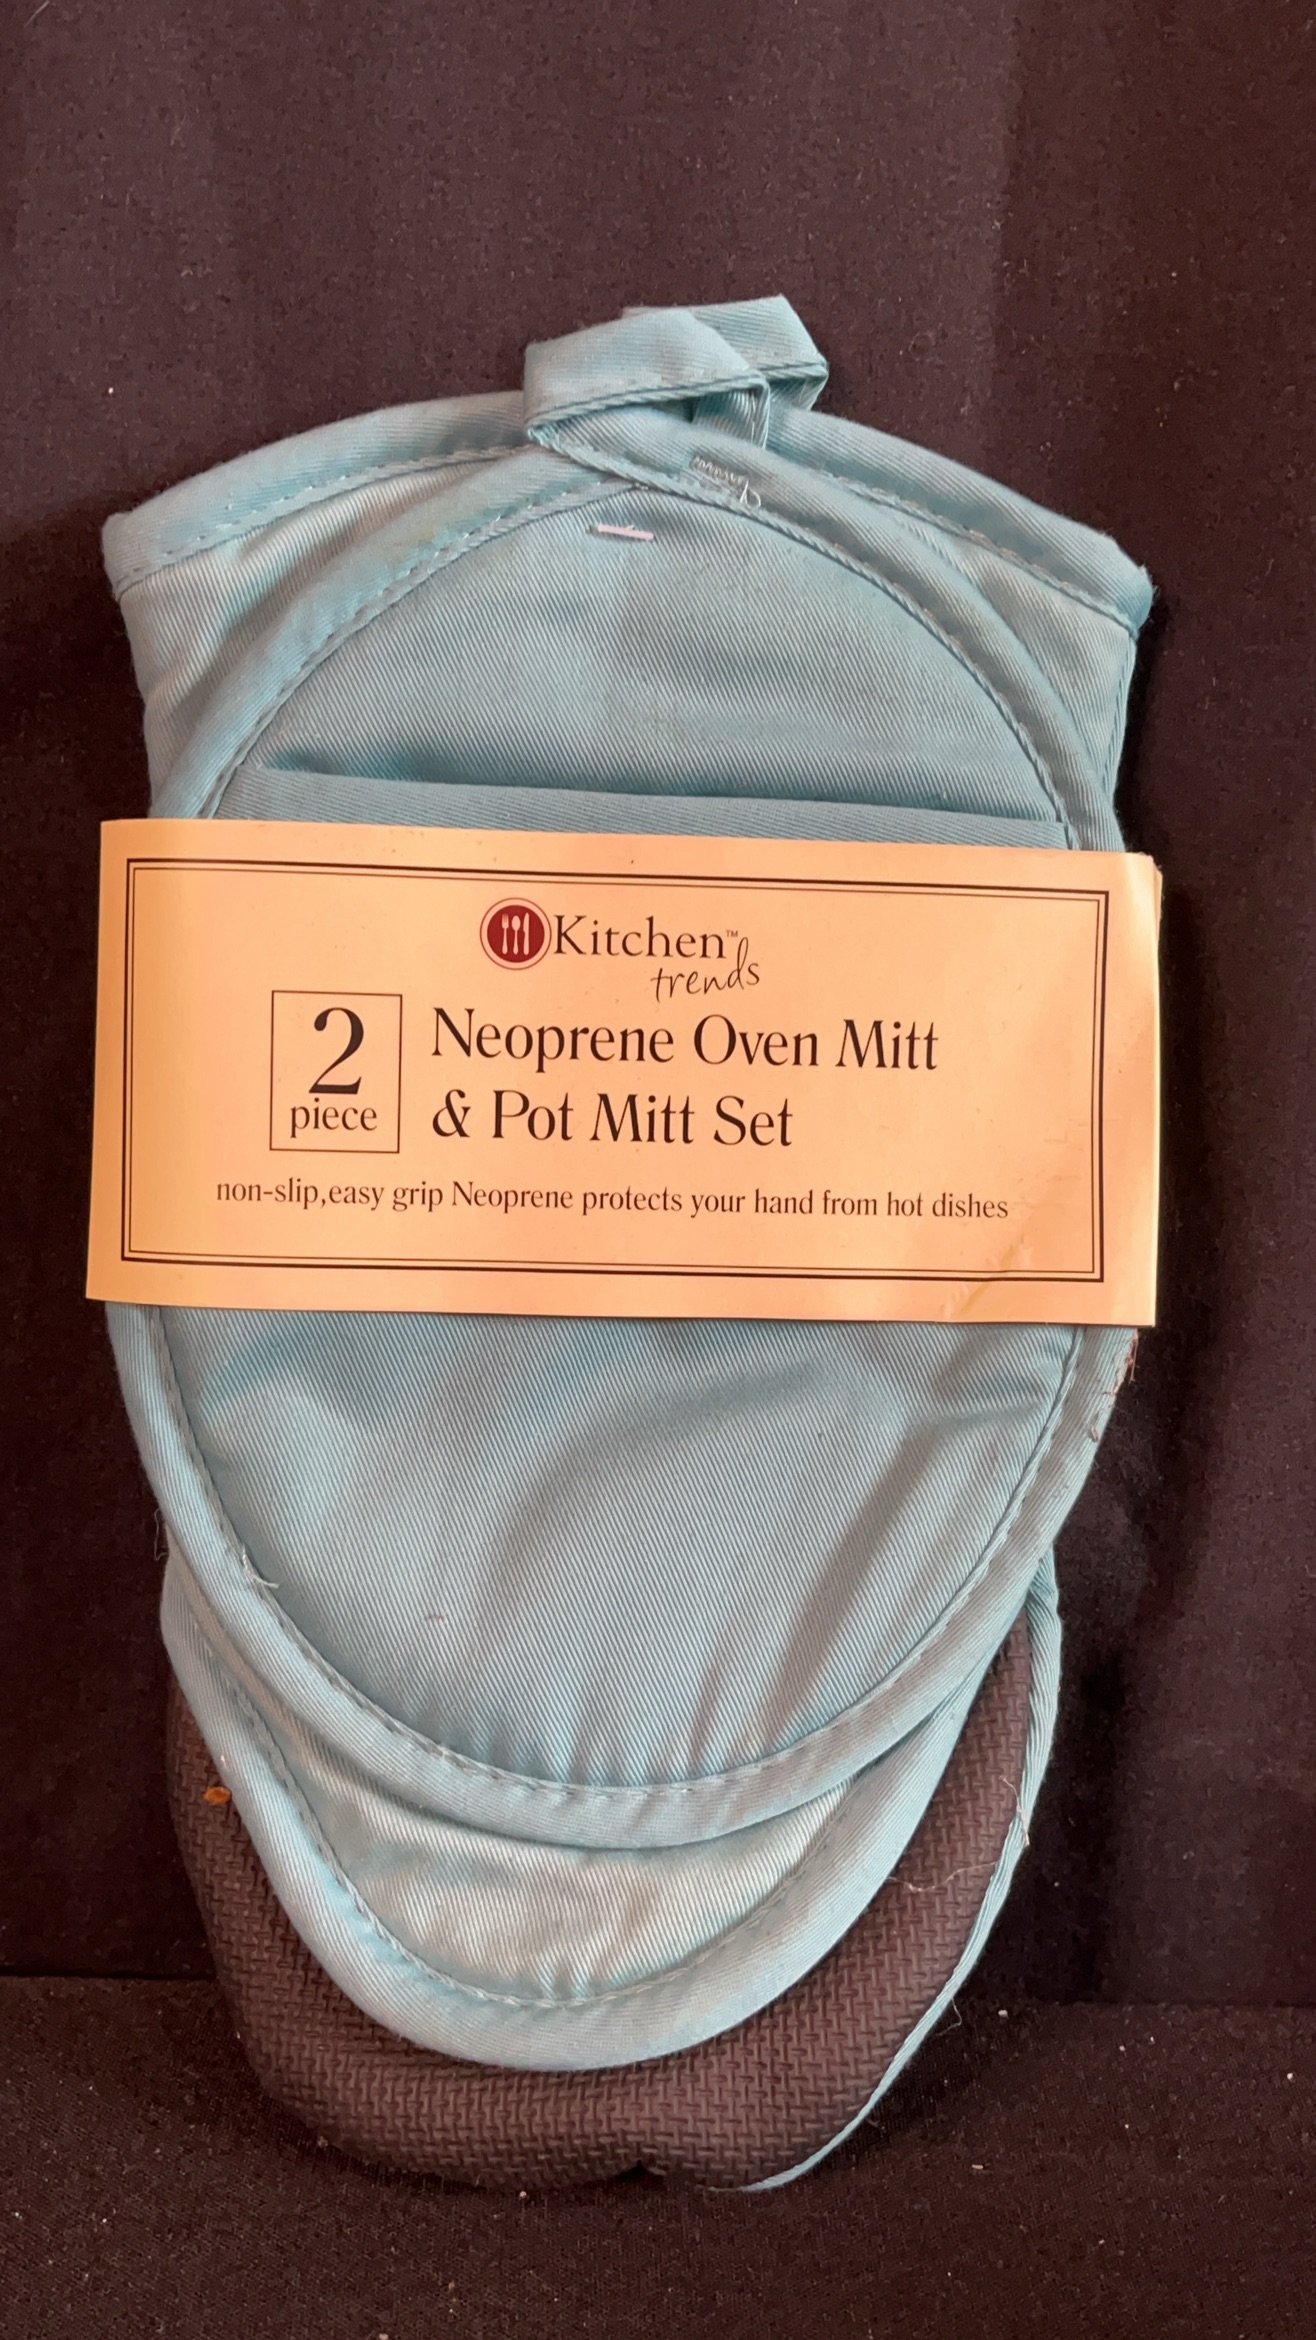 Kitchen™
trends
2
piece
Neoprene Oven Mitt
& Pot Mitt Set
non-slip,easy grip Neoprene protects your hand from hot dishes